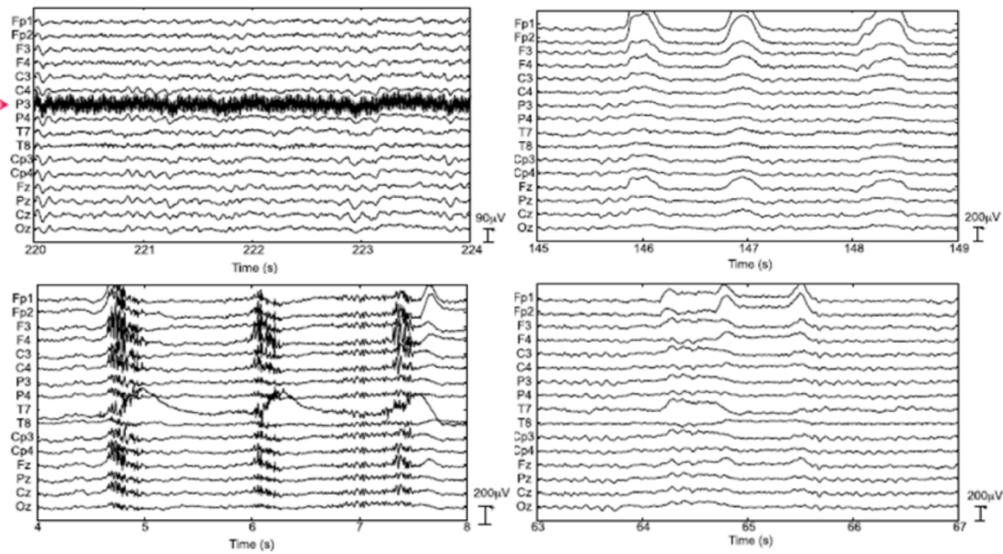 Fp1
Fp2
F3
F4
C3
C4
P3
P4
T7
T8
Cp3
Cp4
Fz
Pz
Cz
Oz
90µV
220 221 222 223 224
Time (s)
Fp1
Fp2
F3
F4
C3
C4
P3
P4
T7
T8
Cp3
Cp4
Fz
Pz
Cz
Oz
200µV
145 146 147 148 149
Time (s)
Fp1
Fp2
F3
F4
C3
C4
P3
P4
T7
T8
Cp3
Cp4
Fz
Pz
Cz
Oz
200µV
4 5 6 7 8
Time (s)
Fp1
Fp2
F3
F4
C3
C4
P3
P4
T7
T8
Cp3
Cp4
Fz
Pz
Cz
Oz
200µV
63 64 65 66 67
Time (s)